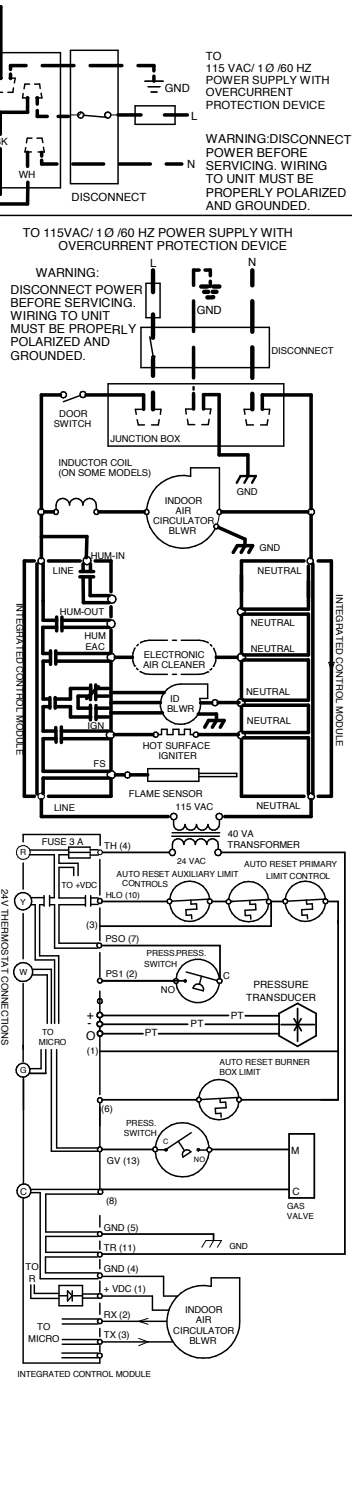 TO
115 VAC/ 1 Ø /60 HZ
POWER SUPPLY WITH
OVERCURRENT
PROTECTION DEVICE
GND
L
WARNING:DISCONNECT
POWER BEFORE
SERVICING. WIRING
TO UNIT MUST BE
PROPERLY POLARIZED
AND GROUNDED.
N
WH
DISCONNECT
TO 115VAC/ 1 Ø /60 HZ POWER SUPPLY WITH
OVERCURRENT PROTECTION DEVICE
WARNING:
DISCONNECT POWER
BEFORE SERVICING.
WIRING TO UNIT
MUST BE PROPERLY
POLARIZED AND
GROUNDED.
L
N
GND
DISCONNECT
DOOR
SWITCH
JUNCTION BOX
GND
INDUCTOR COIL
(ON SOME MODELS)
INDOOR
AIR
CIRCULATOR
BLWR
GND
HUM-IN
LINE
NEUTRAL
HUM-OUT
NEUTRAL
HUM
EAC
ELECTRONIC
AIR CLEANER
NEUTRAL
INTEGRATED CONTROL MODULE
INTEGRATED CONTROL MODULE
ID
BLWR
NEUTRAL
IGN
NEUTRAL
HOT SURFACE
IGNITER
FS
FLAME SENSOR
LINE
115 VAC
NEUTRAL
40 VA
TRANSFORMER
24 VAC
FUSE 3 A
TH (4)
R
TO +VDC
AUTO RESET AUXILIARY LIMIT
CONTROLS
AUTO RESET PRIMARY
LIMIT CONTROL
HLO (10)
Y
(3)
PSO (7)
W
PS1 (2)
PRESS.PRESS.
SWITCH
C
NO
PRESSURE
TRANSDUCER
24V THERMOSTAT CONNECTIONS
+
PT
-
PT
O
PT
TO
MICRO
(1)
G
AUTO RESET BURNER
BOX LIMIT
(6)
PRESS.
SWITCH
C
NO
GV (13)
M
C
C
GAS
VALVE
(8)
GND (5)
GND
TR (11)
TO
R
GND (4)
+ VDC (1)
RX (2)
TO
MICRO
TX (3)
INDOOR
AIR
CIRCULATOR
BLWR
INTEGRATED CONTROL MODULE